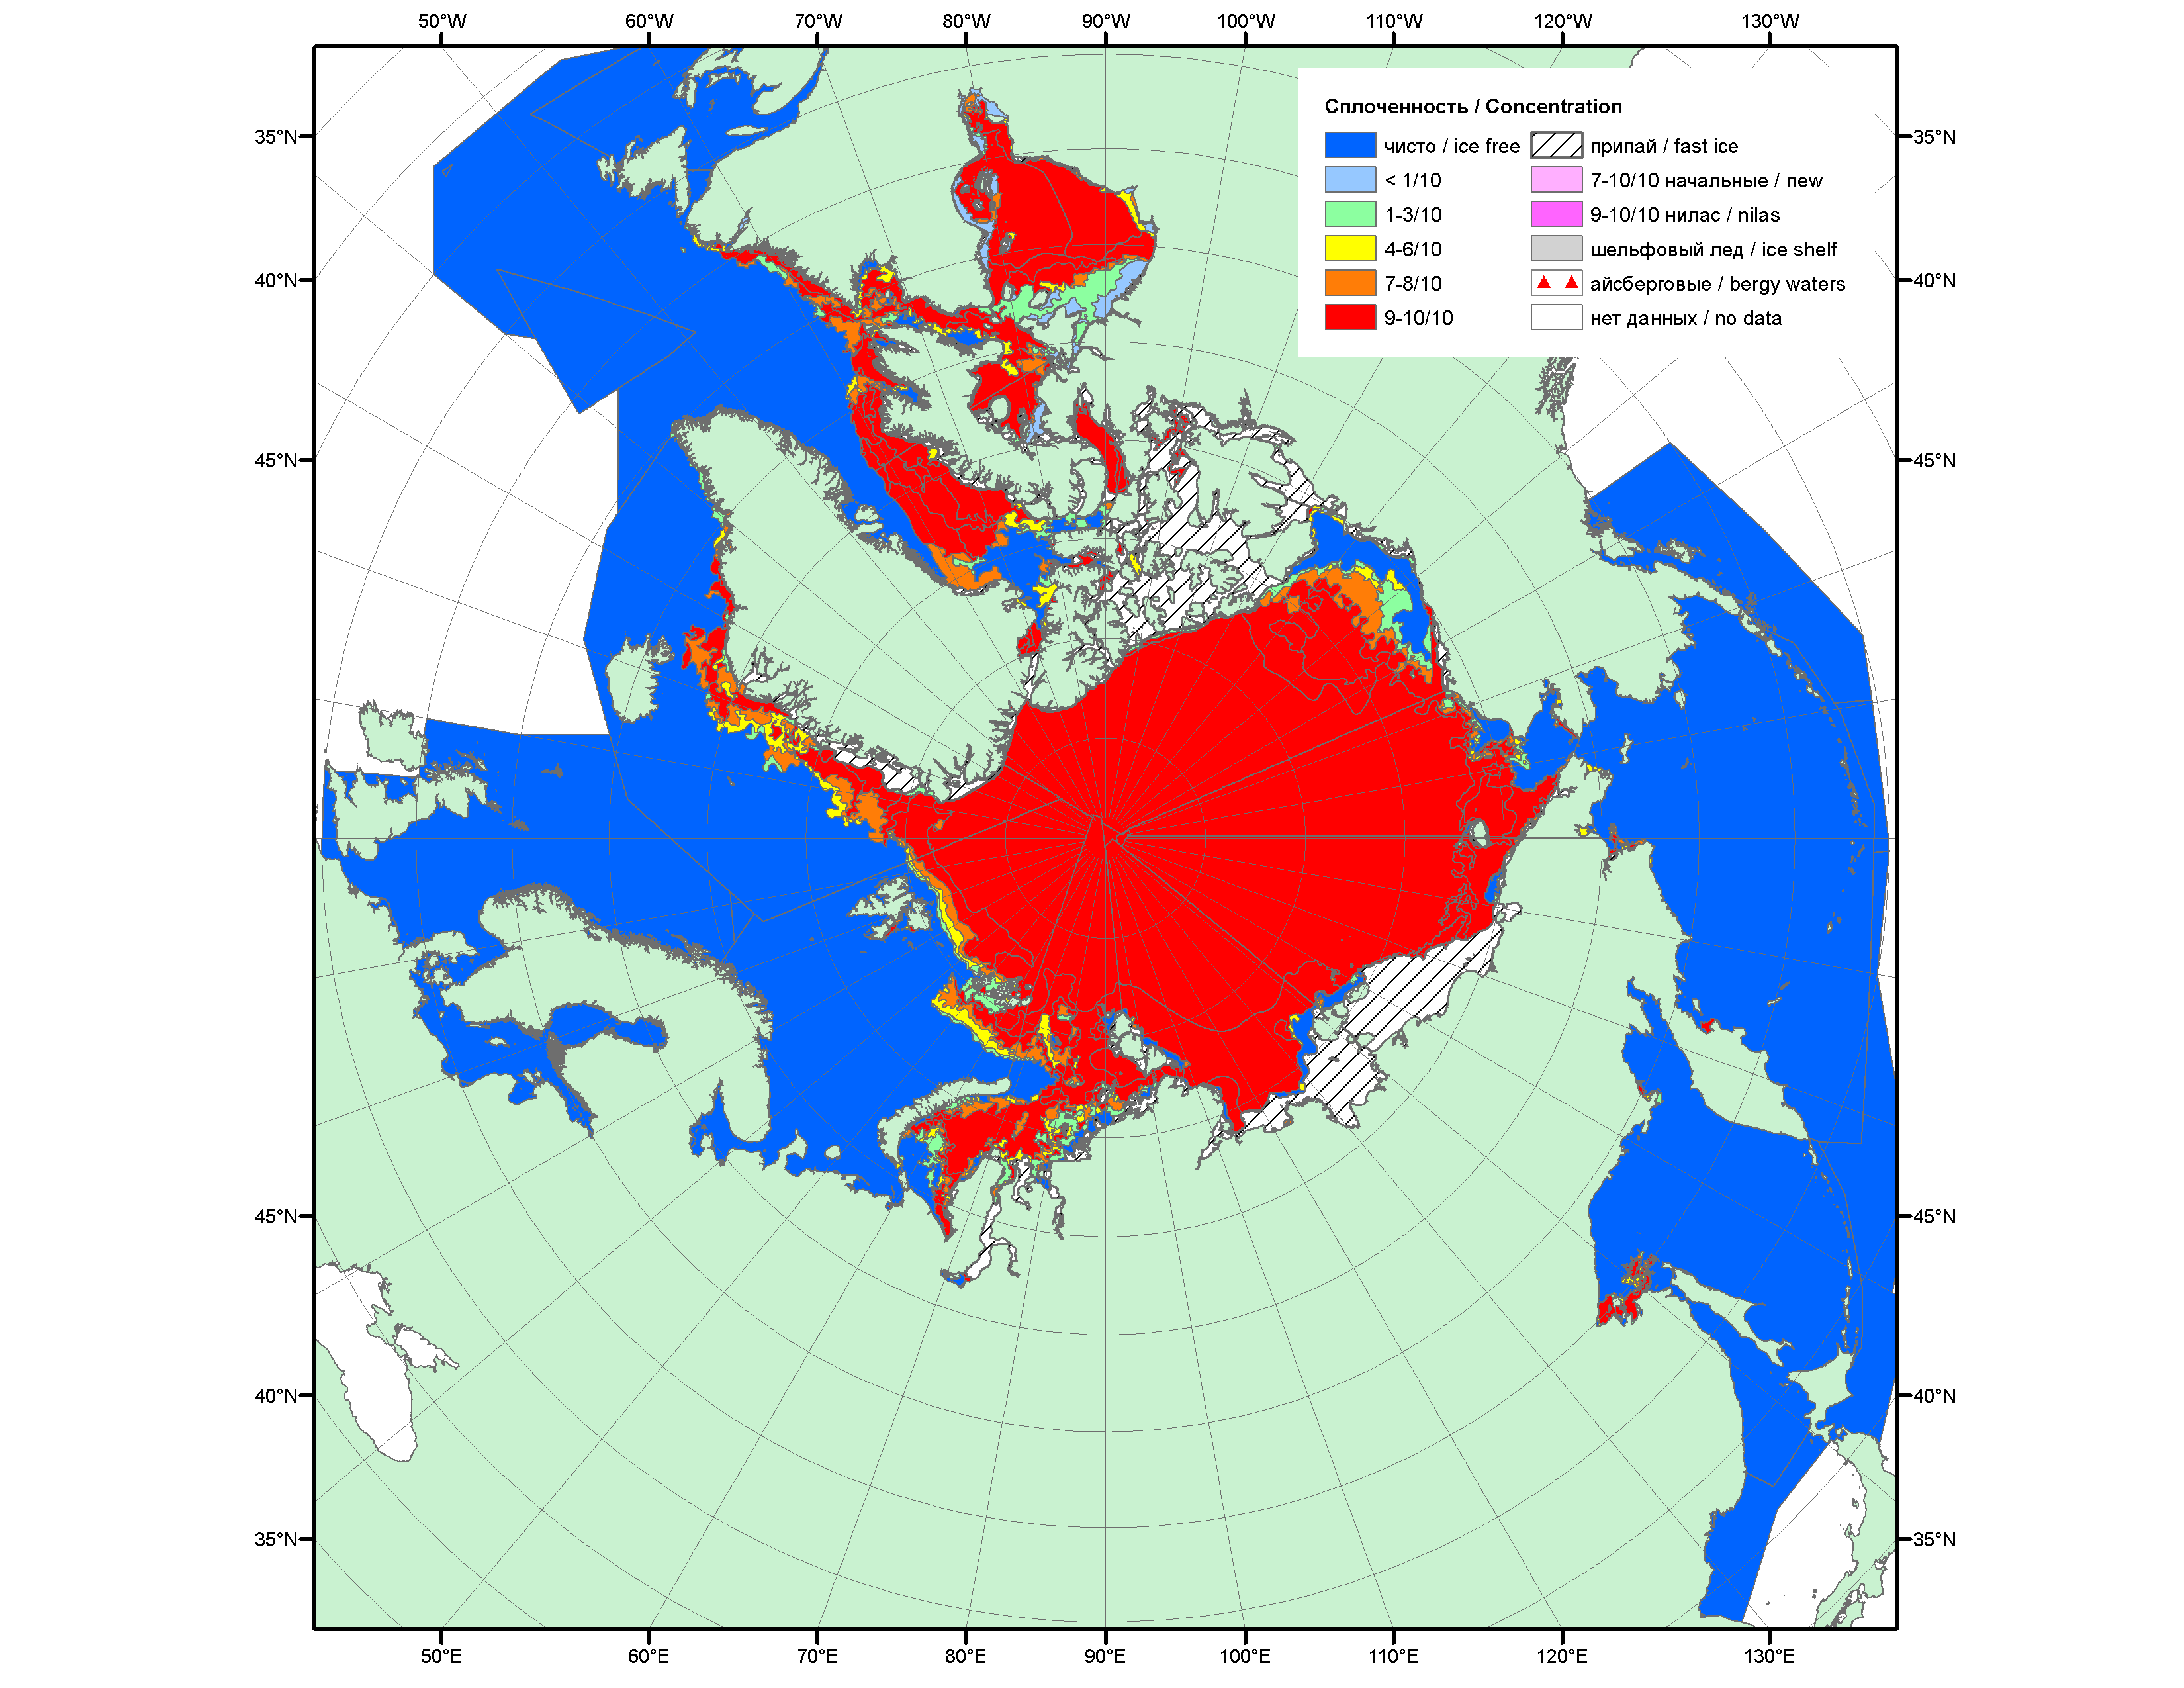 50°W 60°W 70°W 80°W 90°W 100°W 110°W 120°W 130°W
Сплоченность / Concentration
чисто / ice free
< 1/10
1-3/10
4-6/10
7-8/10
9-10/10
припай / fast ice
7-10/10 начальные / new
9-10/10 нилас / nilas
шельфовый лед / ice shelf
айсберговые / bergy waters
нет данных / no data
35°N 35°N
40°N 40°N
45°N 45°N
45°N 45°N
40°N 40°N
35°N 35°N
50°E 60°E 70°E 80°E 90°E 100°E 110°E 120°E 130°E